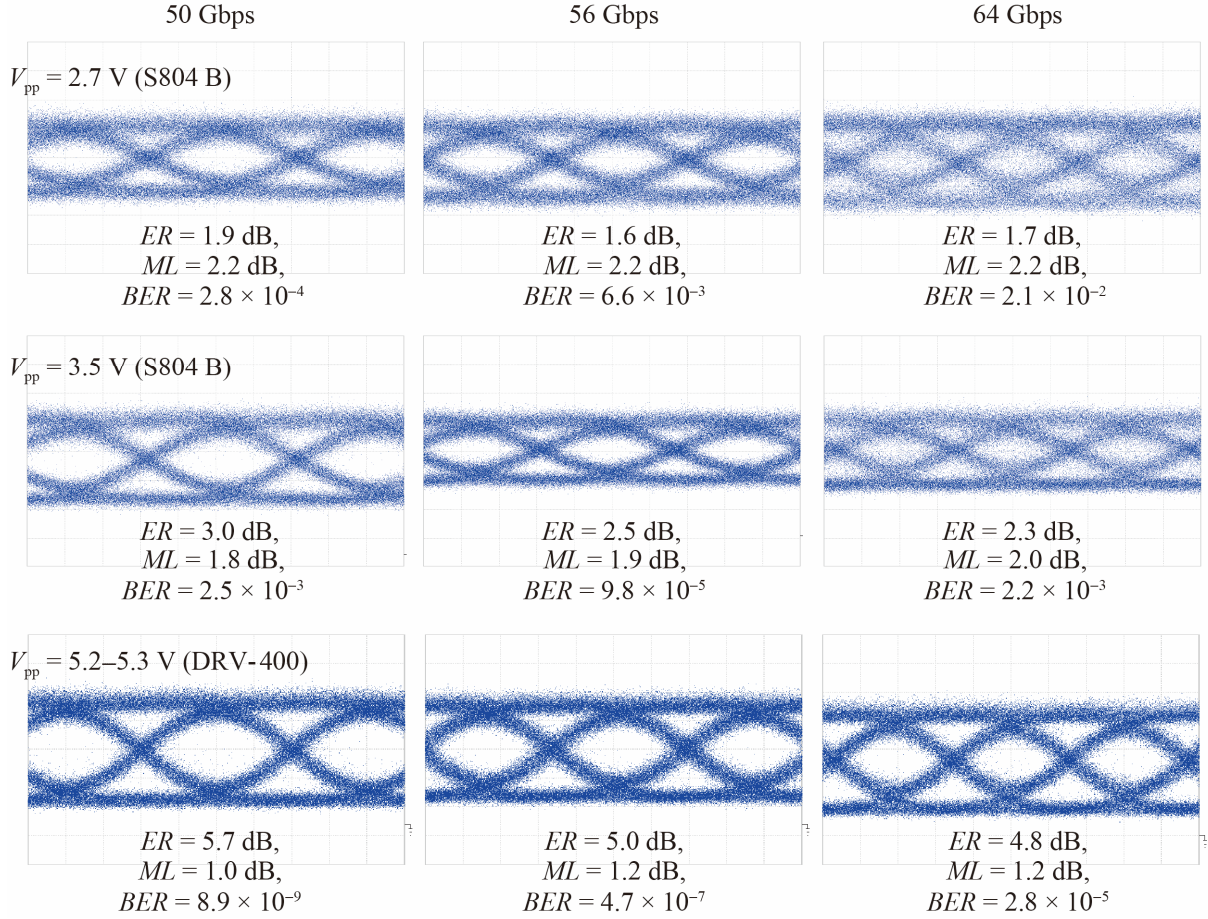 50 Gbps 56 Gbps 64 Gbps
Vpp = 2.7 V (S804 B)
ER = 1.9 dB, ER = 1.6 dB, ER = 1.7 dB,
ML = 2.2 dB, ML = 2.2 dB, ML = 2.2 dB,
BER = 2.8 × 10⁻⁴ BER = 6.6 × 10⁻³ BER = 2.1 × 10⁻²
Vpp = 3.5 V (S804 B)
ER = 3.0 dB, ER = 2.5 dB, ER = 2.3 dB,
ML = 1.8 dB, ML = 1.9 dB, ML = 2.0 dB,
BER = 2.5 × 10⁻³ BER = 9.8 × 10⁻⁵ BER = 2.2 × 10⁻³
Vpp = 5.2–5.3 V (DRV-400)
ER = 5.7 dB, ER = 5.0 dB, ER = 4.8 dB,
ML = 1.0 dB, ML = 1.2 dB, ML = 1.2 dB,
BER = 8.9 × 10⁻⁹ BER = 4.7 × 10⁻⁷ BER = 2.8 × 10⁻⁵